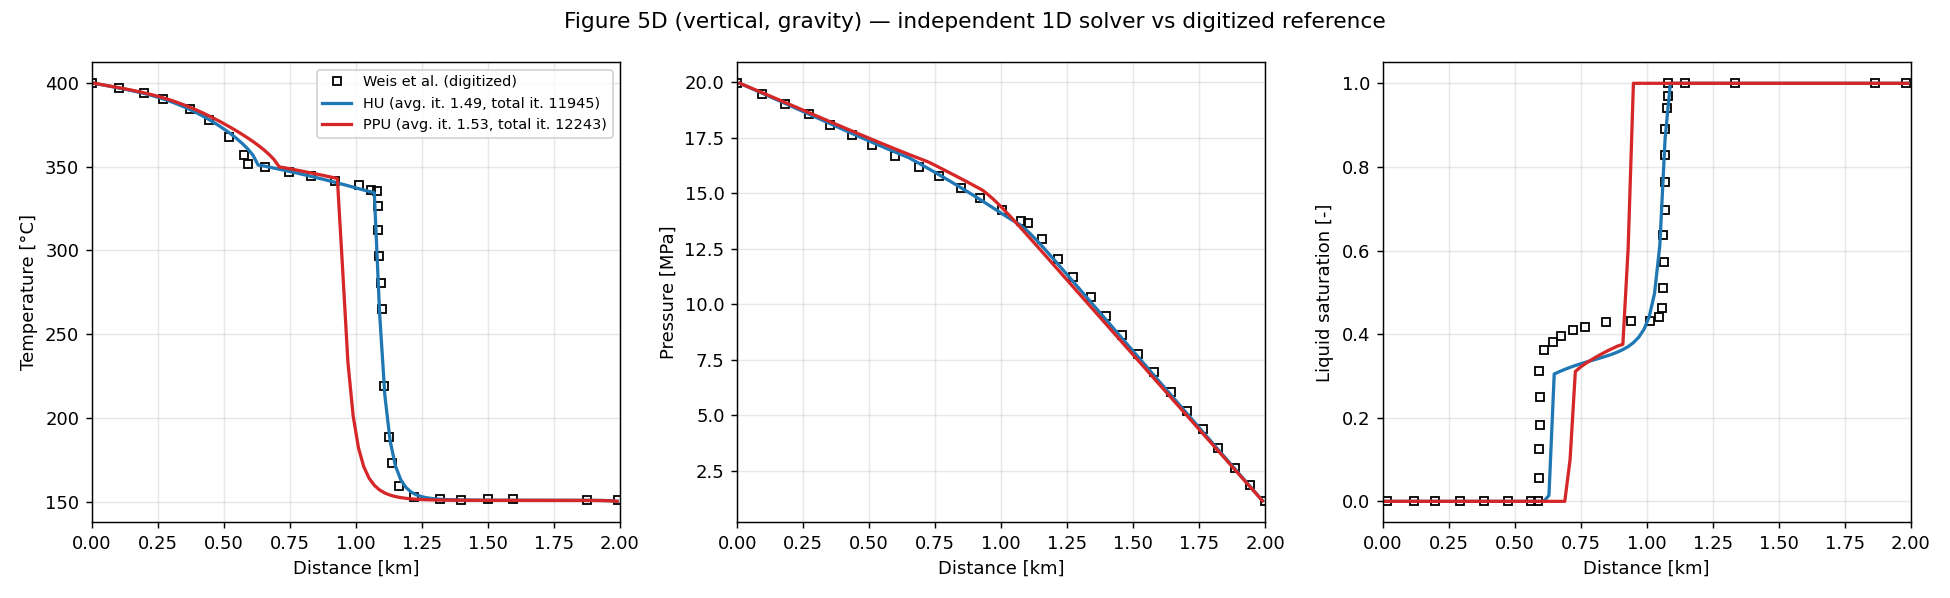 Figure 5D (vertical, gravity) — independent 1D solver vs digitized reference
Temperature [°C]
400
350
300
250
200
150
Weis et al. (digitized)
HU (avg. it. 1.49, total it. 11945)
PPU (avg. it. 1.53, total it. 12243)
0.00 0.25 0.50 0.75 1.00 1.25 1.50 1.75 2.00
Distance [km]
Pressure [MPa]
20.0
17.5
15.0
12.5
10.0
7.5
5.0
2.5
0.00 0.25 0.50 0.75 1.00 1.25 1.50 1.75 2.00
Distance [km]
Liquid saturation [-]
1.0
0.8
0.6
0.4
0.2
0.0
0.00 0.25 0.50 0.75 1.00 1.25 1.50 1.75 2.00
Distance [km]